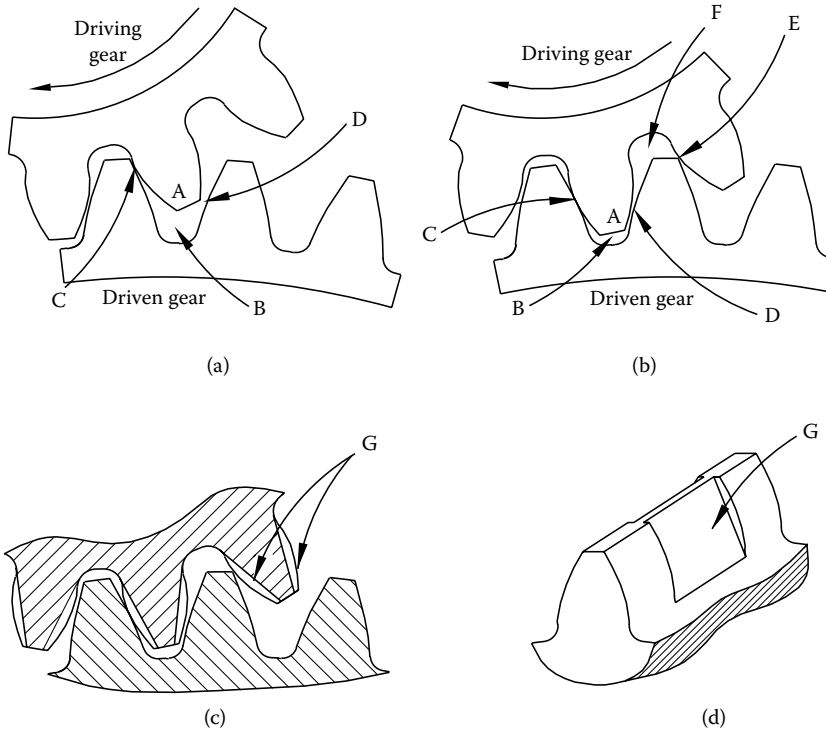 Driving
gear
D
A
C
Driven gear
B
(a)
F
E
Driving gear
A
C
B
Driven gear
D
(b)
G
(c)
G
(d)